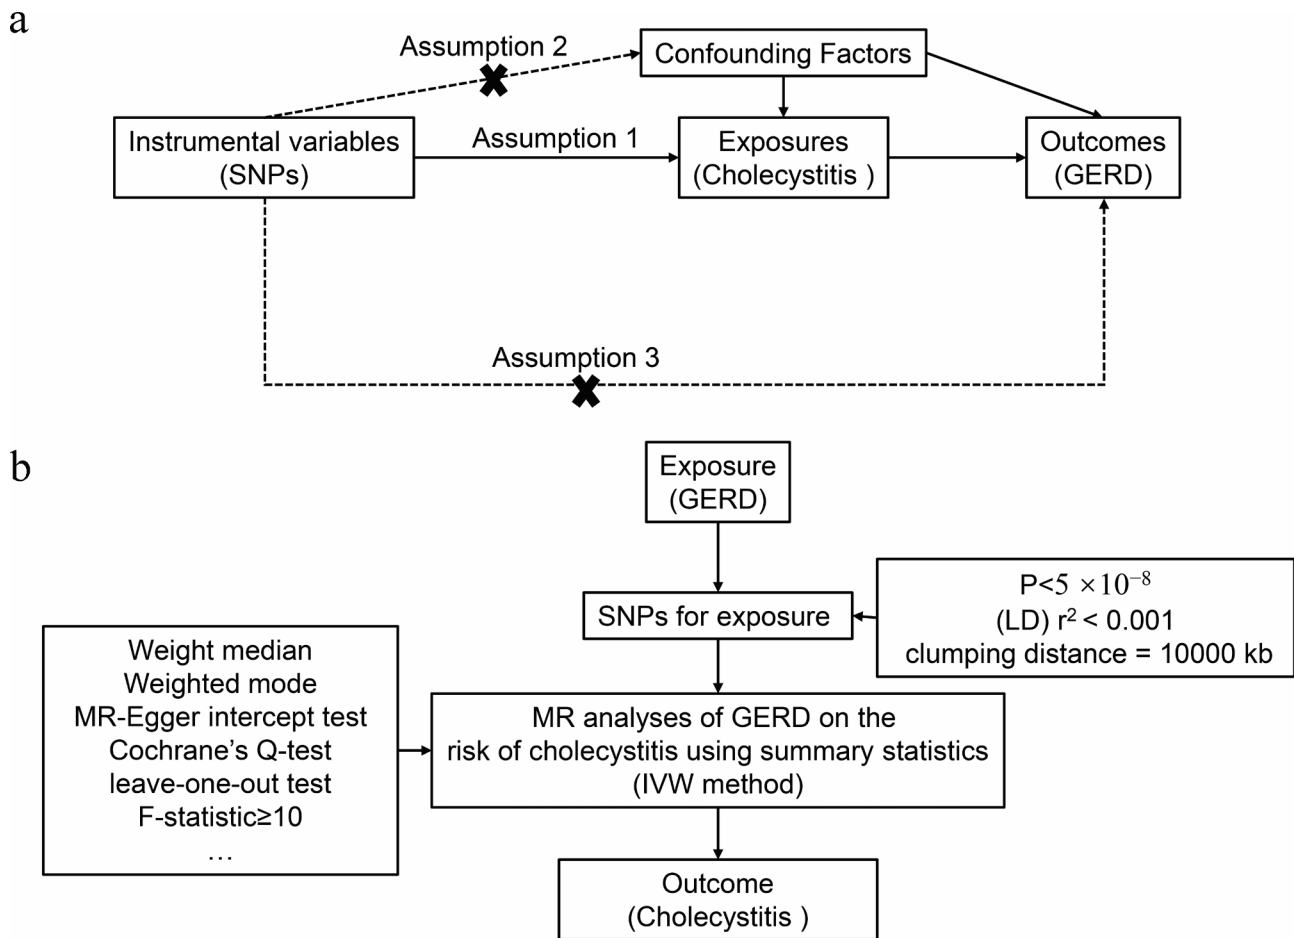 a
Assumption 2
Confounding Factors
Instrumental variables
(SNPs)
Assumption 1
Exposures
(Cholecystitis )
Outcomes
(GERD)
Assumption 3
b
Exposure
(GERD)
SNPs for exposure
P<5 ×10⁻⁸
(LD) r² < 0.001
clumping distance = 10000 kb
Weight median
Weighted mode
MR-Egger intercept test
Cochrane’s Q-test
leave-one-out test
F-statistic≥10
…
MR analyses of GERD on the
risk of cholecystitis using summary statistics
(IVW method)
Outcome
(Cholecystitis )